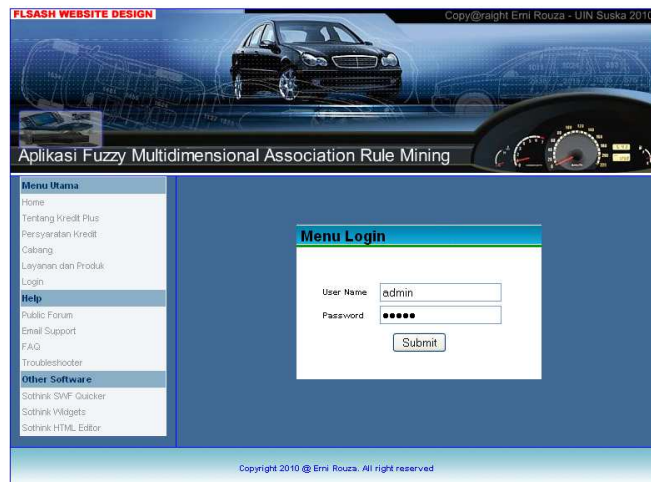 FLSASH WEBSITE DESIGN
Copy@raight Erni Rouza - UIN Suska 2010
Aplikasi Fuzzy Multidimensional Association Rule Mining
Menu Utama
Home
Tentang Kredit Plus
Persyaratan Kredit
Cabang
Layanan dan Produk
Login
Help
Public Forum
Email Support
FAQ
Troubleshooter
Other Software
Sothink SWF Quicker
Sothink Widgets
Sothink HTML Editor
Menu Login
User Name admin
Password ●●●●●
Submit
Copyright 2010 @ Erni Rouza. All right reserved